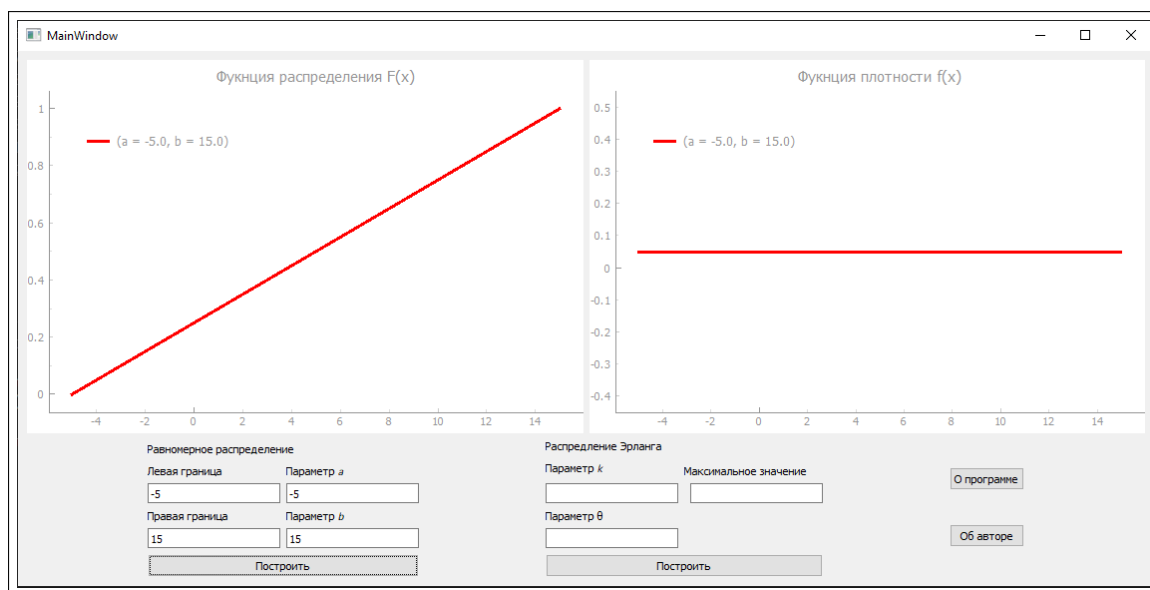 MainWindow
Фукнция распределения F(x)
1
(a = -5.0, b = 15.0)
0.8
0.6
0.4
0.2
0
-4 -2 0 2 4 6 8 10 12 14
Фукнция плотности f(x)
0.5
0.4
(a = -5.0, b = 15.0)
0.3
0.2
0.1
0
-0.1
-0.2
-0.3
-0.4
-4 -2 0 2 4 6 8 10 12 14
Равномерное распределение
Левая граница Параметр a
-5 -5
Правая граница Параметр b
15 15
Построить
Распредление Эрланга
Параметр k Максимальное значение
Параметр θ
Построить
О программе
Об авторе